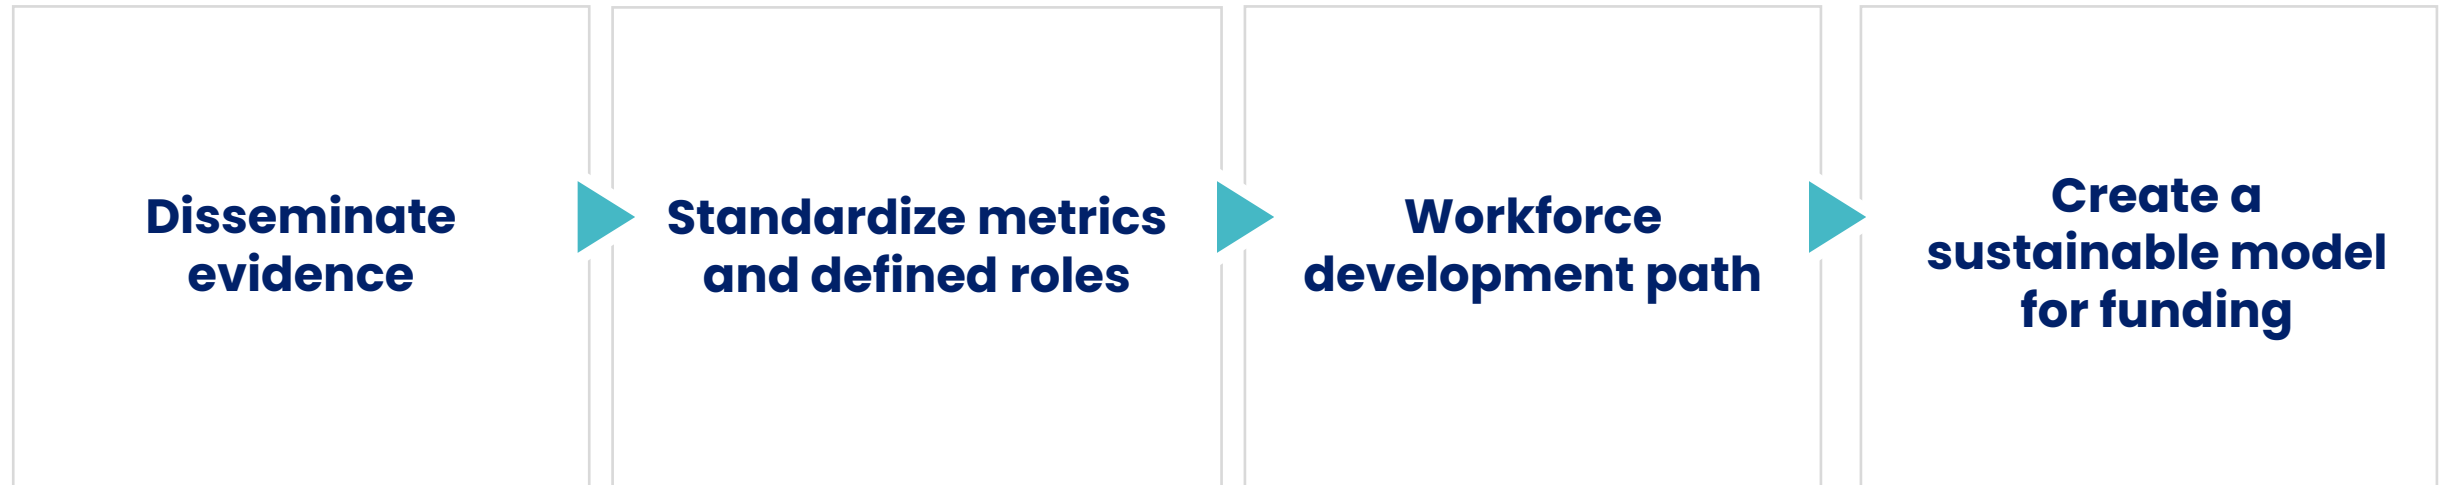 Disseminate
evidence
Standardize metrics
and defined roles
Workforce
development path
Create a
sustainable model
for funding